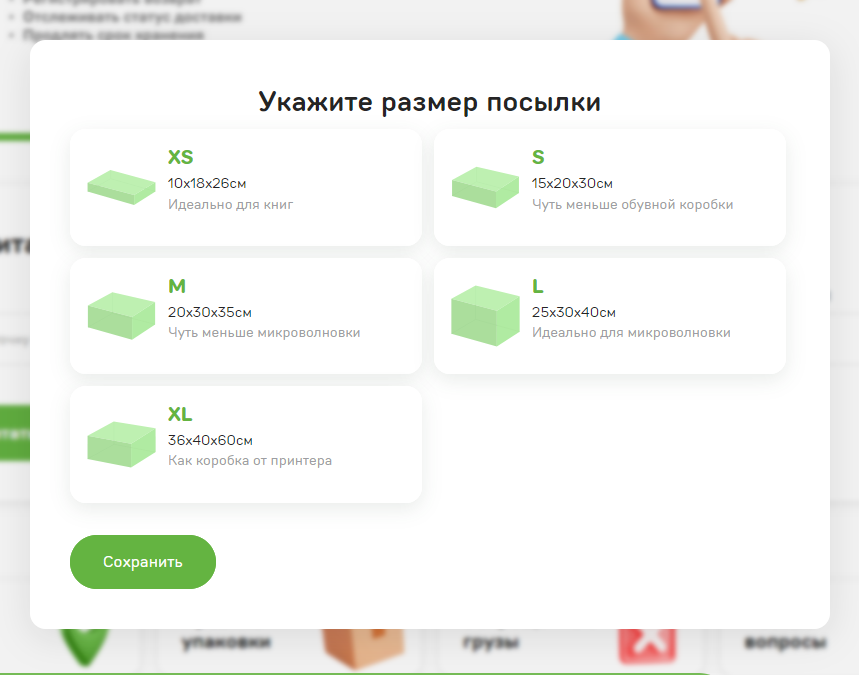 Отслеживать статус доставки
Продлить срок хранения
Укажите размер посылки
XS
10x18x26см
Идеально для книг
S
15x20x30см
Чуть меньше обувной коробки
M
20x30x35см
Чуть меньше микроволновки
L
25x30x40см
Идеально для микроволновки
XL
36x40x60см
Как коробка от принтера
Сохранить
упаковки
грузы
вопросы